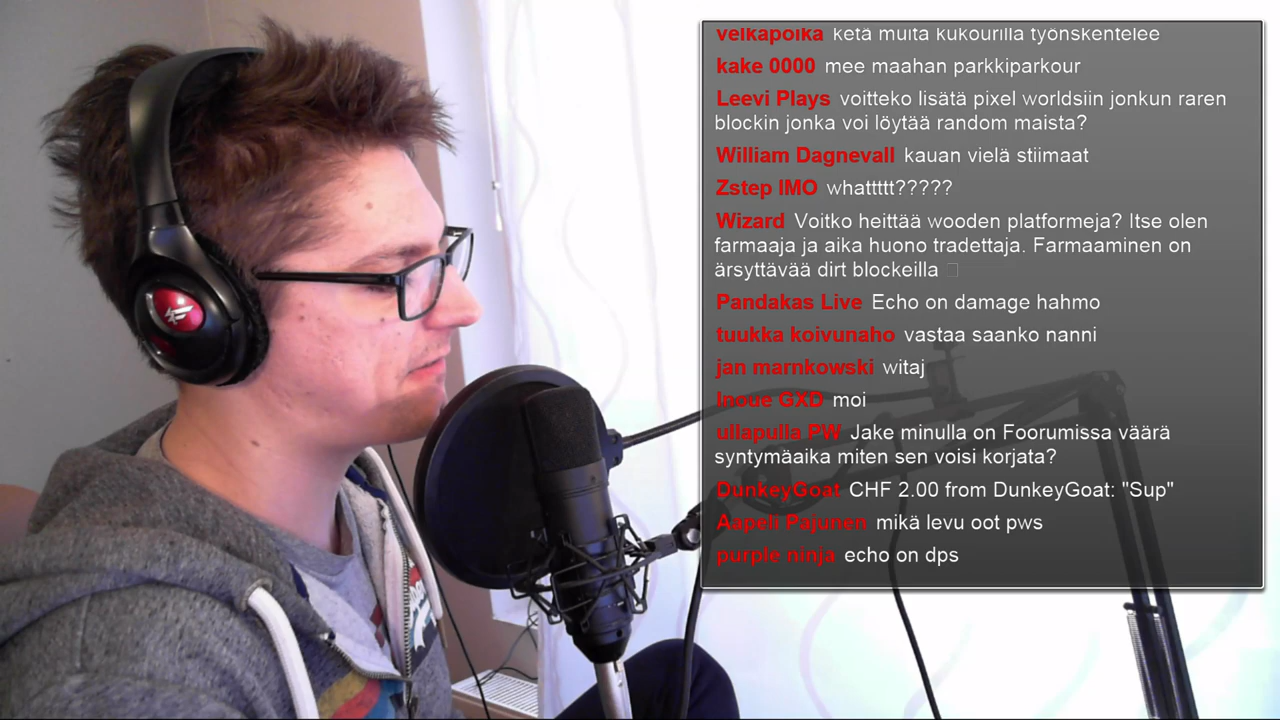 velkapoika ketä muita kukourilla työnskentelee
kake 0000 mee maahan parkkiparkour
Leevi Plays voitteko lisätä pixel worldsiin jonkun raren
blockin jonka voi löytää random maista?
William Dagnevall kauan vielä stiimaat
Zstep IMO whattttt?????
Wizard Voitko heittää wooden platformeja? Itse olen
farmaaja ja aika huono tradettaja. Farmaaminen on
ärsyttävää dirt blockeilla
Pandakas Live Echo on damage hahmo
tuukka koivunaho vastaa saanko nanni
jan marnkowski witaj
Inoue GXD moi
ullapulla PW Jake minulla on Foorumissa väärä
syntymäaika miten sen voisi korjata?
DunkeyGoat CHF 2.00 from DunkeyGoat: "Sup"
Aapeli Pajunen mikä levu oot pws
purple ninja echo on dps